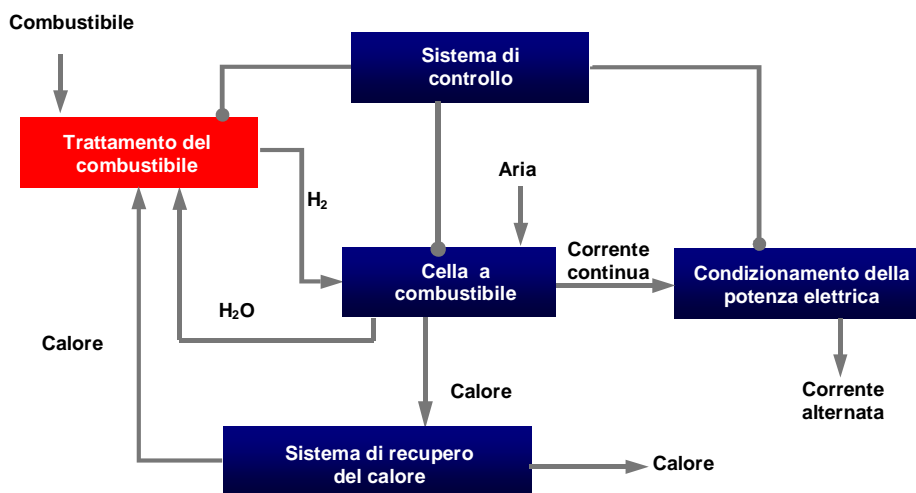 Combustibile
Sistema di
controllo
Trattamento del
combustibile
Aria
H₂
Corrente
continua
Cella a
combustibile
Condizionamento della
potenza elettrica
H₂O
Calore
Calore
Corrente
alternata
Sistema di recupero
del calore
Calore